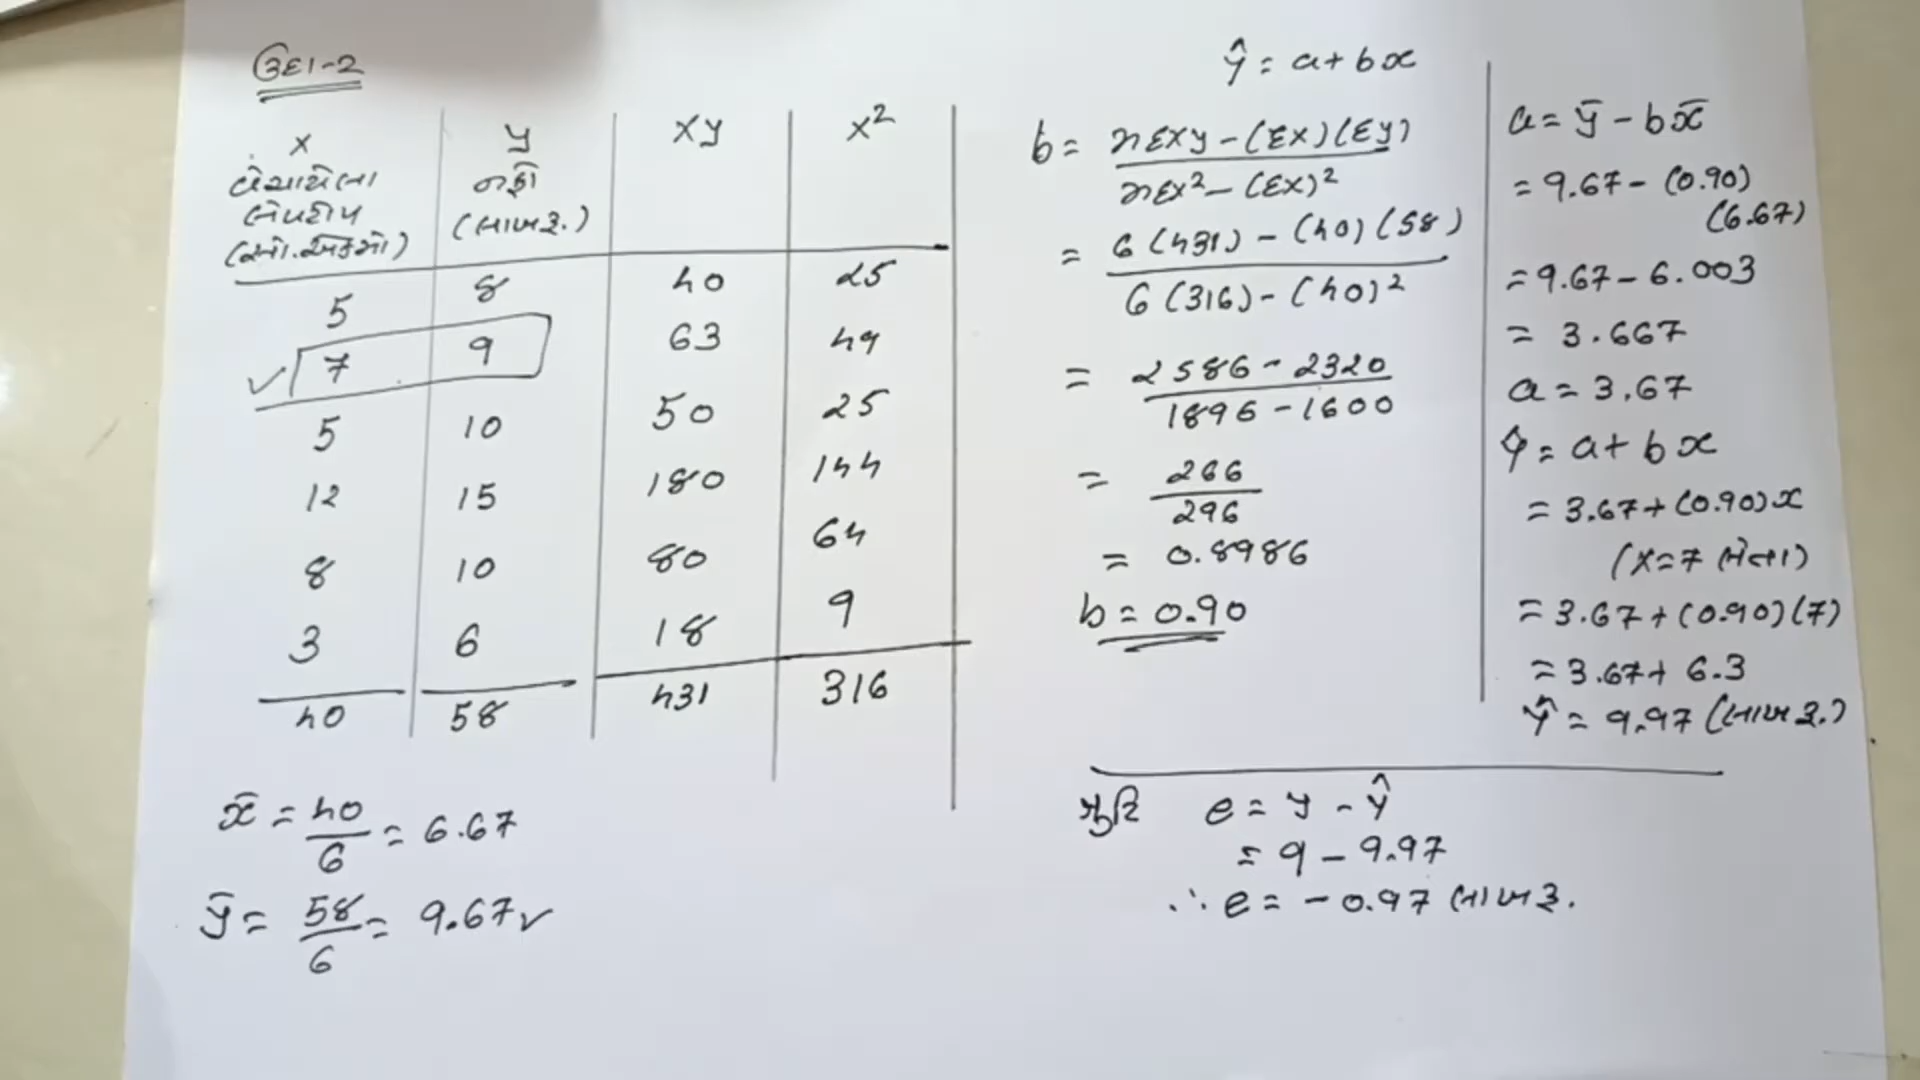 ઉદા-2
x y xy x²
વેચાયેલા નફો
લેપટોપ (લાખ રૂ.)
(સો. એકમો)
5 8 40 25
✓ 7 9 63 49
5 10 50 25
12 15 180 144
8 10 80 64
3 6 18 9
40 58 431 316
x̄ = 40/6 = 6.67
ȳ = 58/6 = 9.67 ✓
ŷ = a + bx
b = nΣxy - (Σx)(Σy) / nΣx² - (Σx)²
= 6(431) - (40)(58) / 6(316) - (40)²
= 2586 - 2320 / 1896 - 1600
= 266 / 296
= 0.8986
b = 0.90
a = ȳ - bx̄
= 9.67 - (0.90)
(6.67)
= 9.67 - 6.003
= 3.667
a = 3.67
ŷ = a + bx
= 3.67 + (0.90)x
(x = 7 લેતા)
= 3.67 + (0.90)(7)
= 3.67 + 6.3
ŷ = 9.97 (લાખ રૂ.)
ત્રુટિ e = y - ŷ
= 9 - 9.97
∴ e = -0.97 લાખ રૂ.